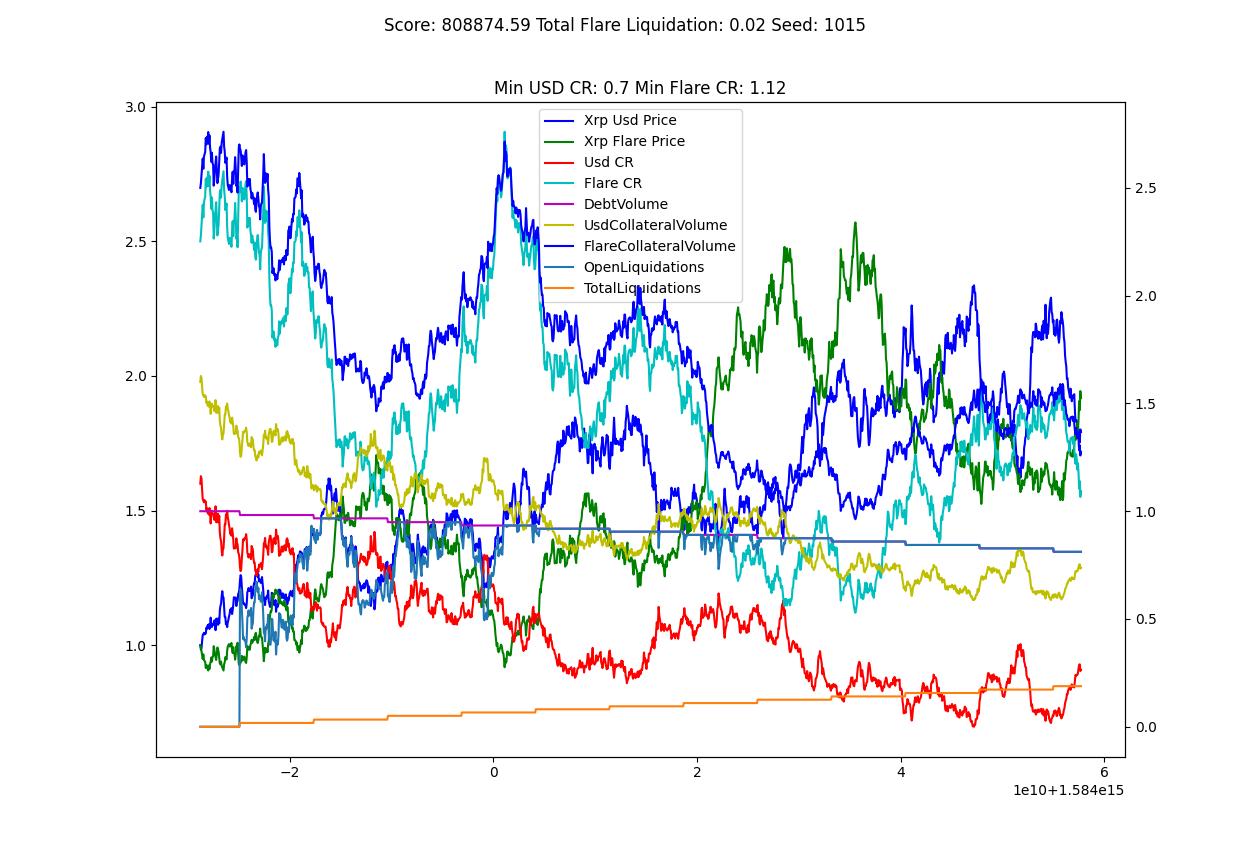 Score: 808874.59 Total Flare Liquidation: 0.02 Seed: 1015
Min USD CR: 0.7 Min Flare CR: 1.12
3.0
2.5
2.0
1.5
1.0
Xrp Usd Price
Xrp Flare Price
Usd CR
Flare CR
DebtVolume
UsdCollateralVolume
FlareCollateralVolume
OpenLiquidations
TotalLiquidations
2.5
2.0
1.5
1.0
0.5
0.0
−2 0 2 4 6
1e10+1.584e15